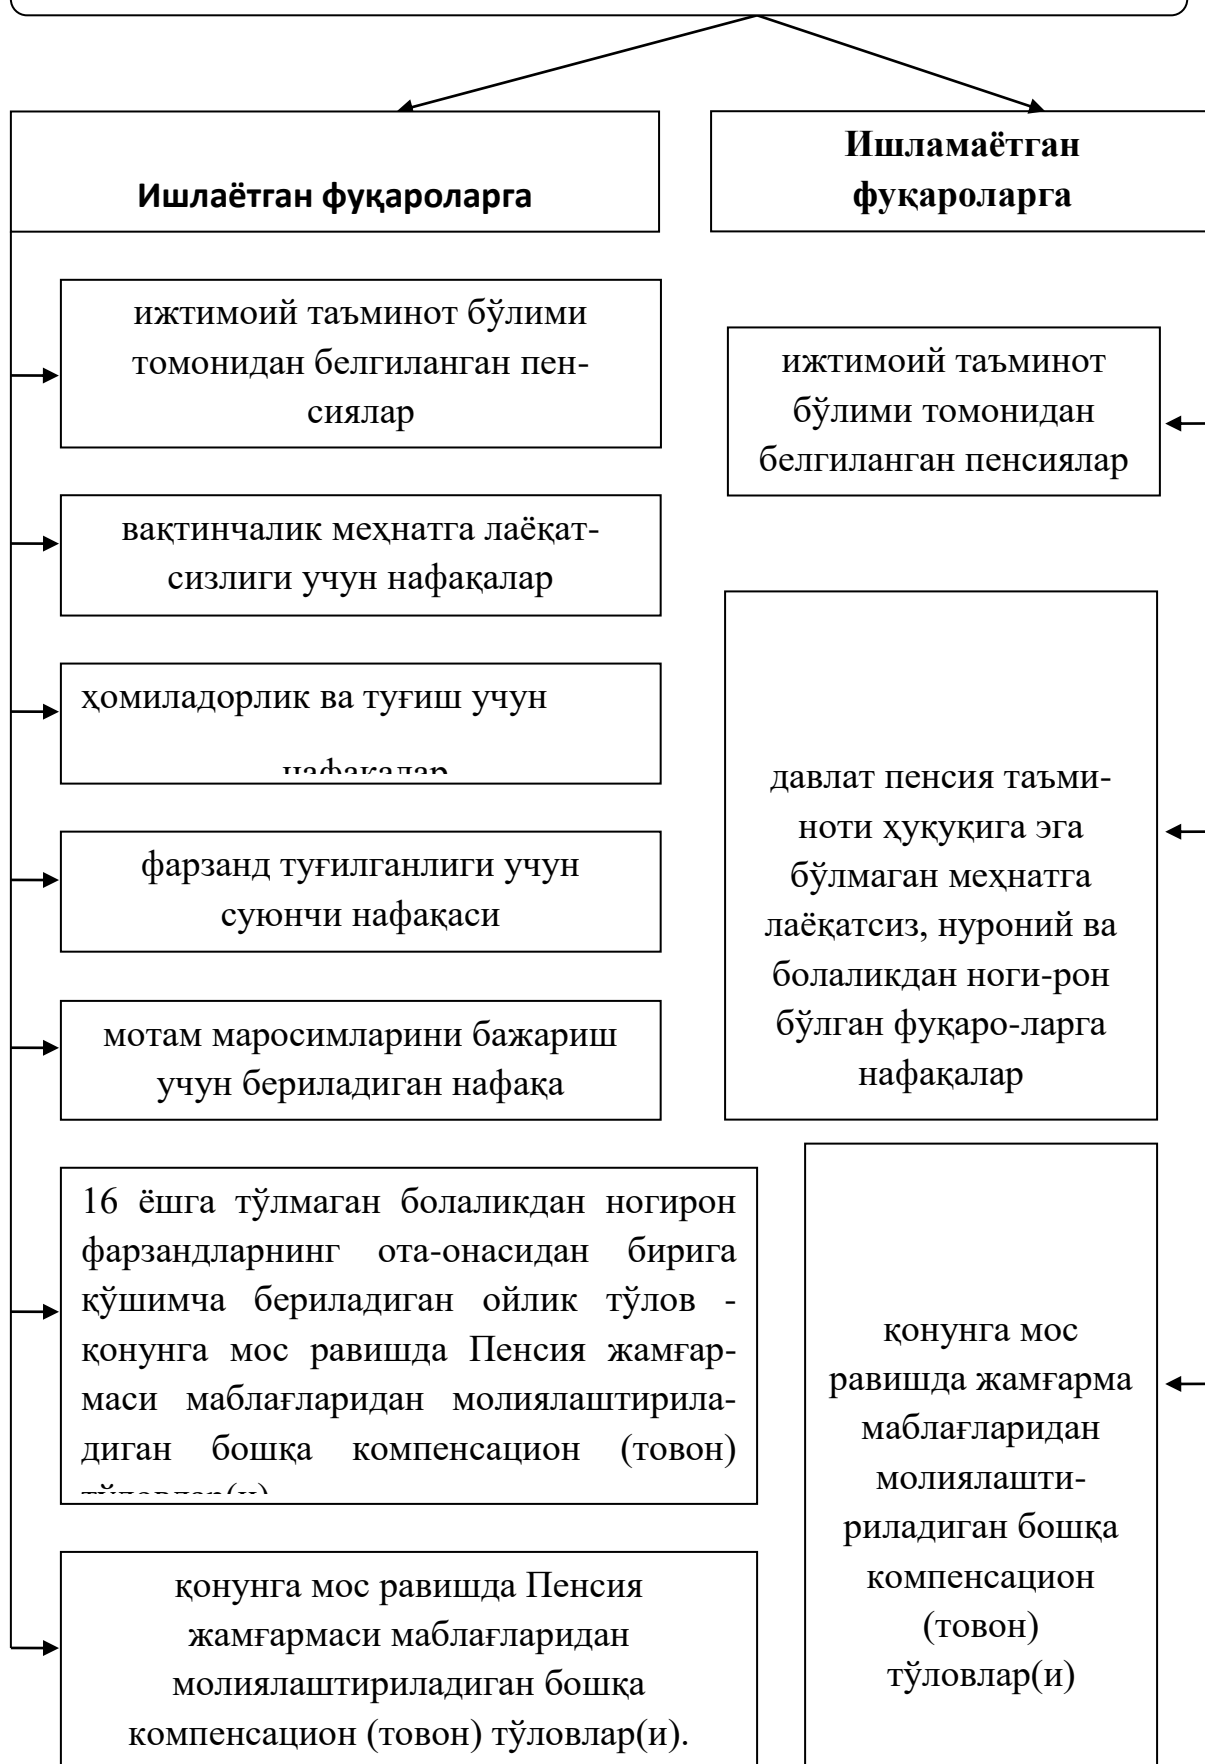 Ишлаётган фуқароларга
Ишламаётган
фуқароларга
ижтимоий таъминот бўлими
томонидан белгиланган пен-
сиялар
вақтинчалик меҳнатга лаёқат-
сизлиги учун нафақалар
ҳомиладорлик ва туғиш учун
нафақалар
фарзанд туғилганлиги учун
суюнчи нафақаси
мотам маросимларини бажариш
учун бериладиган нафақа
16 ёшга тўлмаган болаликдан ногирон
фарзандларнинг ота-онасидан бирига
қўшимча бериладиган ойлик тўлов -
қонунга мос равишда Пенсия жамғар-
маси маблағларидан молиялаштирила-
диган бошқа компенсацион (товон)
тўловлар(и)
қонунга мос равишда Пенсия
жамғармаси маблағларидан
молиялаштириладиган бошқа
компенсацион (товон) тўловлар(и).
ижтимоий таъминот
бўлими томонидан
белгиланган пенсиялар
давлат пенсия таъми-
ноти ҳуқуқига эга
бўлмаган меҳнатга
лаёқатсиз, нуроний ва
болаликдан ноги-рон
бўлган фуқаро-ларга
нафақалар
қонунга мос
равишда жамғарма
маблағларидан
молиялашти-
риладиган бошқа
компенсацион
(товон)
тўловлар(и)